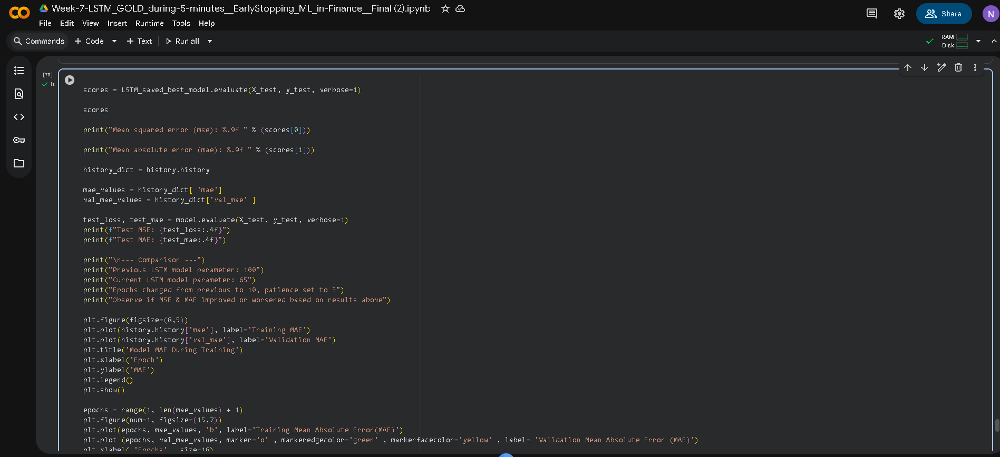 Week-7-LSTM_GOLD_during-5-minutes__EarlyStopping_ML_in-Finance__Final (2).ipynb
File Edit View Insert Runtime Tools Help
Share
N
Commands + Code + Text Run all
RAM
Disk
[78]
1s
scores = LSTM_saved_best_model.evaluate(X_test, y_test, verbose=1)
scores
print("Mean squared error (mse): %.9f " % (scores[0]))
print("Mean absolute error (mae): %.9f " % (scores[1]))
history_dict = history.history
mae_values = history_dict[ 'mae']
val_mae_values = history_dict['val_mae' ]
test_loss, test_mae = model.evaluate(X_test, y_test, verbose=1)
print(f"Test MSE: {test_loss:.4f}")
print(f"Test MAE: {test_mae:.4f}")
print("\n--- Comparison ---")
print("Previous LSTM model parameter: 100")
print("Current LSTM model parameter: 65")
print("Epochs changed from previous to 10, patience set to 3")
print("Observe if MSE & MAE improved or worsened based on results above")
plt.figure(figsize=(8,5))
plt.plot(history.history['mae'], label='Training MAE')
plt.plot(history.history['val_mae'], label='Validation MAE')
plt.title('Model MAE During Training')
plt.xlabel('Epoch')
plt.ylabel('MAE')
plt.legend()
plt.show()
epochs = range(1, len(mae_values) + 1)
plt.figure(num=1, figsize=(15,7))
plt.plot(epochs, mae_values, 'b', label='Training Mean Absolute Error(MAE)')
plt.plot (epochs, val_mae_values, marker='o' , markeredgecolor='green' , markerfacecolor='yellow' , label= 'Validation Mean Absolute Error (MAE)')
plt.xlabel( 'Epochs' , size=18)